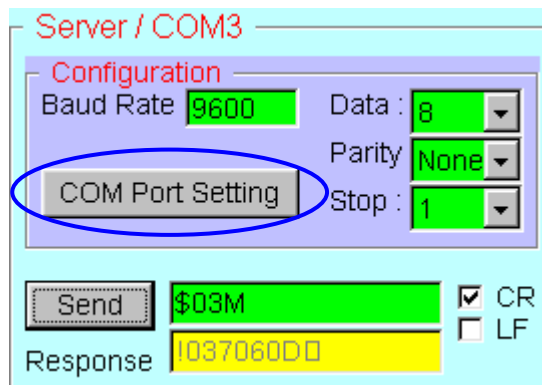 Server / COM3
Configuration
Baud Rate 9600 Data : 8
Parity None
COM Port Setting Stop : 1
Send $03M CR
LF
Response !037060D□